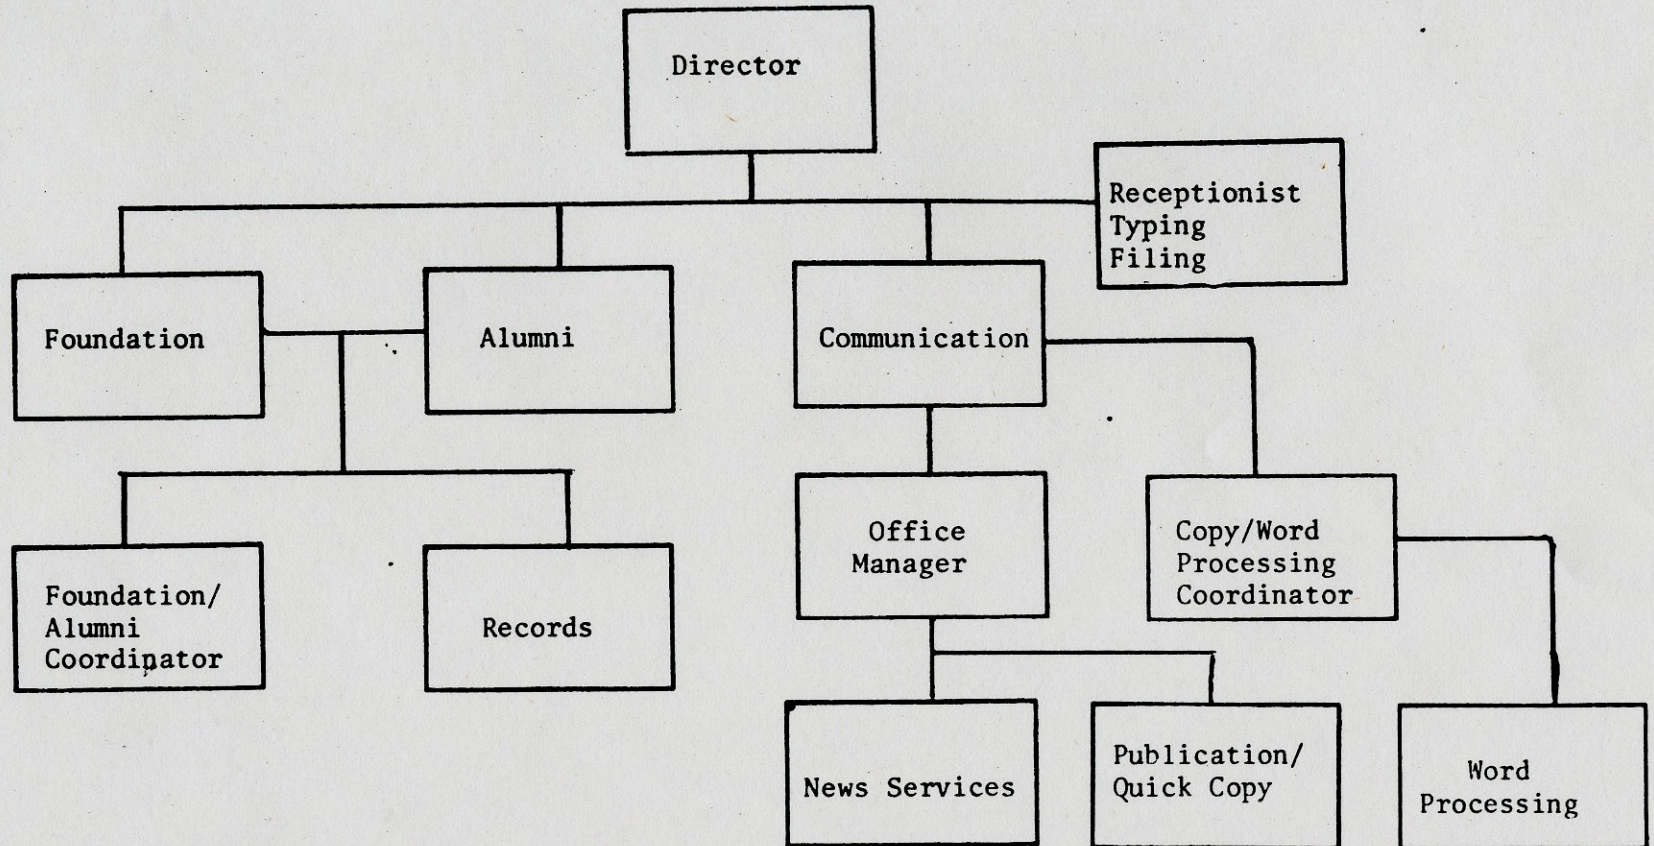 Director
Receptionist
Typing
Filing
Foundation
Alumni
Communication
Foundation/
Alumni
Coordinator
Records
Office
Manager
Copy/Word
Processing
Coordinator
News Services
Publication/
Quick Copy
Word
Processing